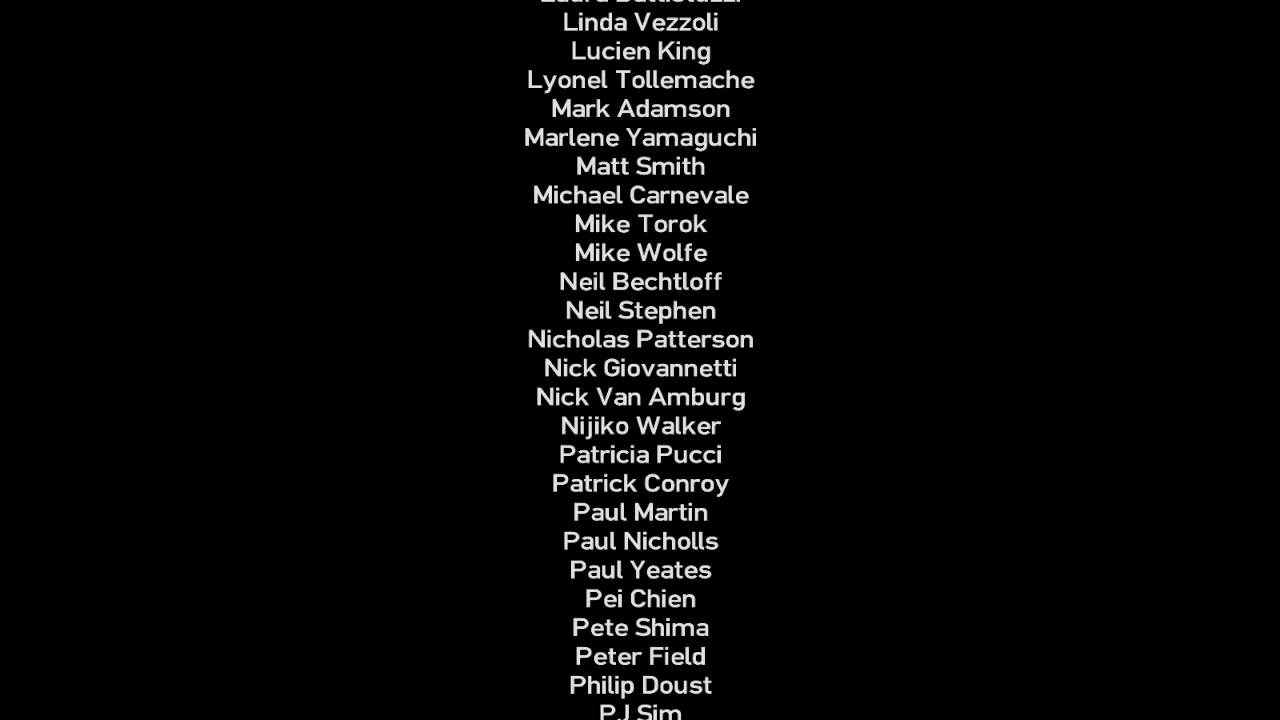 Linda Vezzoli
Lucien King
Lyonel Tollemache
Mark Adamson
Marlene Yamaguchi
Matt Smith
Michael Carnevale
Mike Torok
Mike Wolfe
Neil Bechtloff
Neil Stephen
Nicholas Patterson
Nick Giovannetti
Nick Van Amburg
Nijiko Walker
Patricia Pucci
Patrick Conroy
Paul Martin
Paul Nicholls
Paul Yeates
Pei Chien
Pete Shima
Peter Field
Philip Doust
PJ Sim